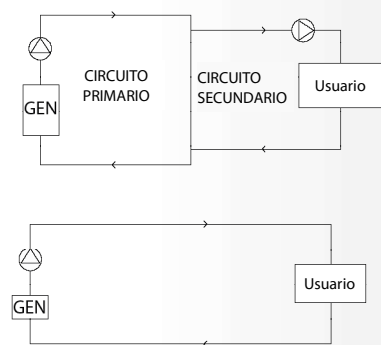 CIRCUITO
PRIMARIO
CIRCUITO
SECUNDARIO
Usuario
GEN
Usuario
GEN